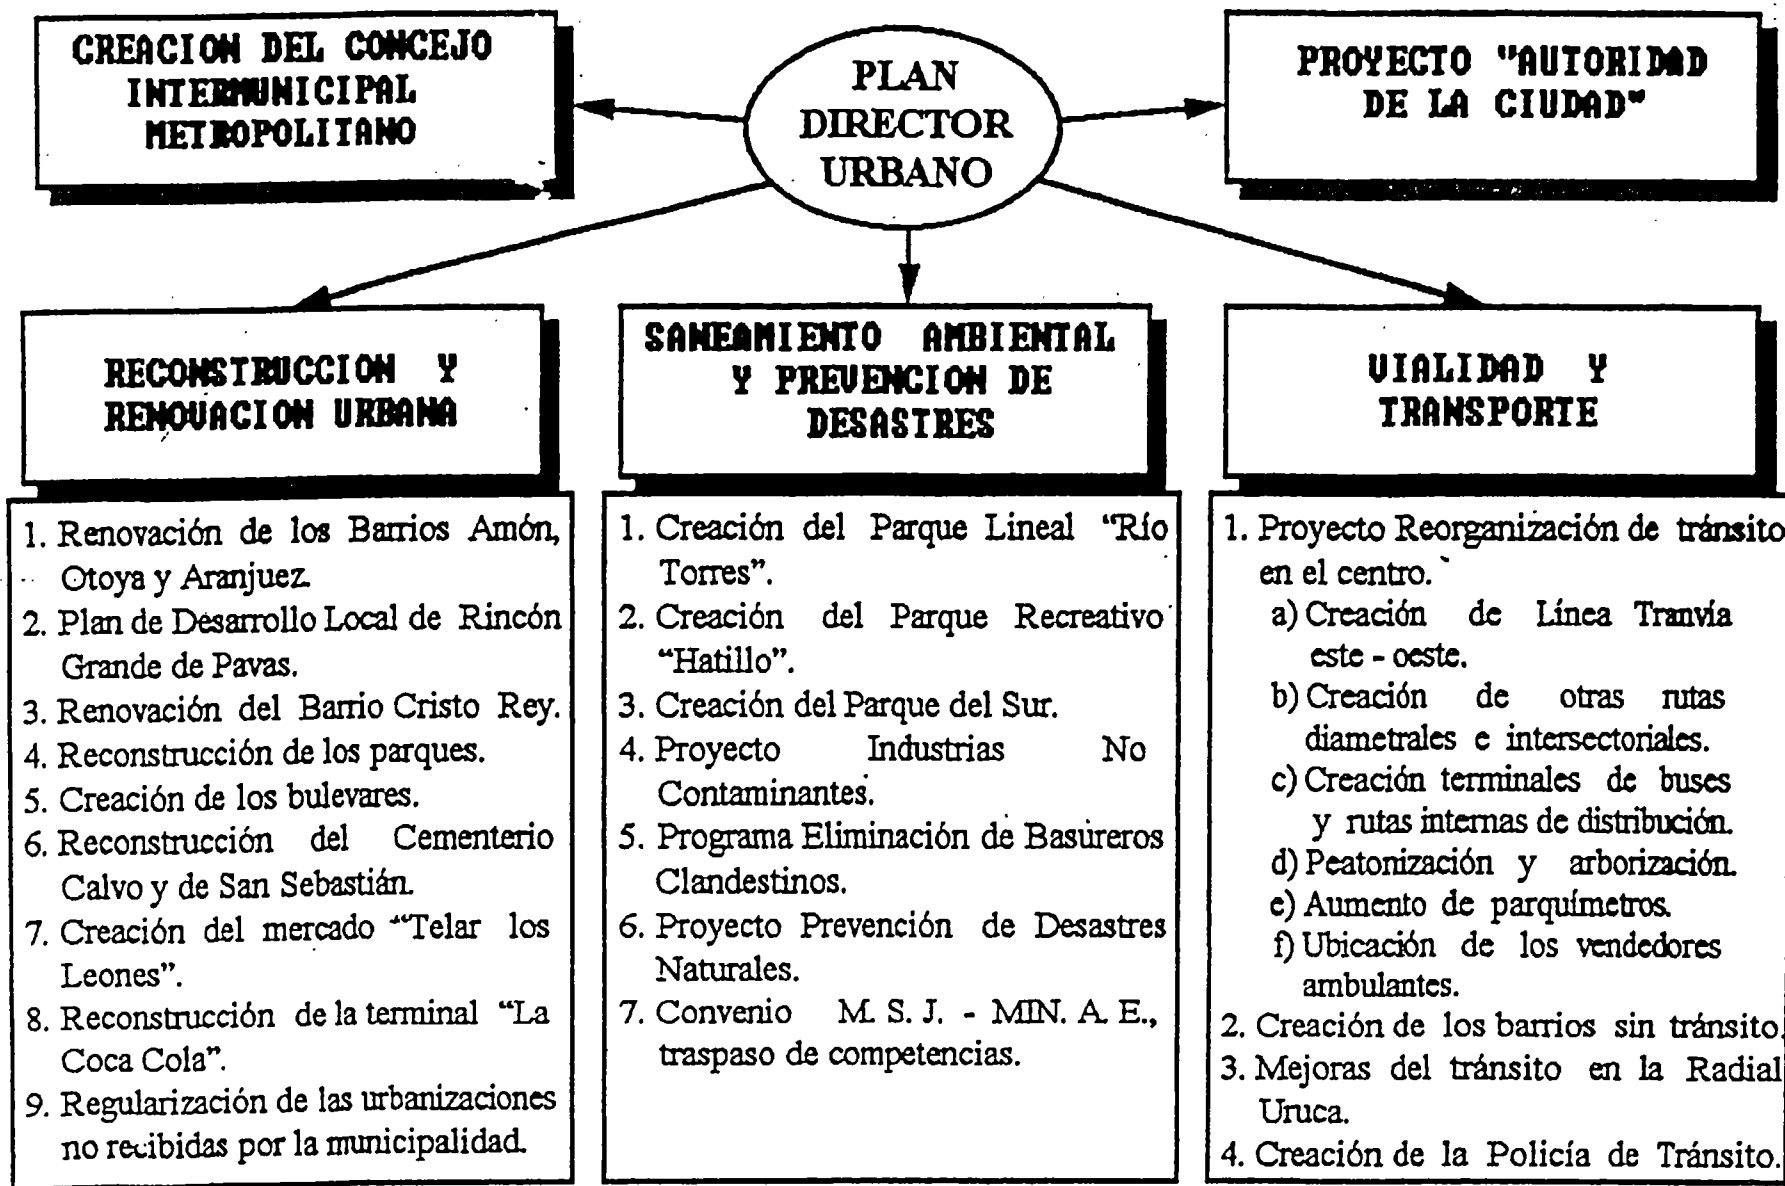 CREACION DEL CONCEJO
INTERMUNICIPAL
METROPOLITANO
PLAN
DIRECTOR
URBANO
PROYECTO "AUTORIDAD
DE LA CIUDAD"
RECONSTRUCCION Y
RENOVACION URBANA
1. Renovación de los Barrios Amón,
Otoya y Aranjuez.
2. Plan de Desarrollo Local de Rincón
Grande de Pavas.
3. Renovación del Barrio Cristo Rey.
4. Reconstrucción de los parques.
5. Creación de los bulevares.
6. Reconstrucción del Cementerio
Calvo y de San Sebastián.
7. Creación del mercado “Telar los
Leones”.
8. Reconstrucción de la terminal “La
Coca Cola”.
9. Regularización de las urbanizaciones
no recibidas por la municipalidad.
SANEAMIENTO AMBIENTAL
Y PREVENCION DE
DESASTRES
1. Creación del Parque Lineal “Río
Torres”.
2. Creación del Parque Recreativo
“Hatillo”.
3. Creación del Parque del Sur.
4. Proyecto Industrias No
Contaminantes.
5. Programa Eliminación de Basureros
Clandestinos.
6. Proyecto Prevención de Desastres
Naturales.
7. Convenio M. S. J. - MIN. A. E.,
traspaso de competencias.
VIALIDAD Y
TRANSPORTE
1. Proyecto Reorganización de tránsito
en el centro.
a) Creación de Línea Tranvía
este - oeste.
b) Creación de otras rutas
diametrales e intersectoriales.
c) Creación terminales de buses
y rutas internas de distribución.
d) Peatonización y arborización.
e) Aumento de parquímetros.
f) Ubicación de los vendedores
ambulantes.
2. Creación de los barrios sin tránsito.
3. Mejoras del tránsito en la Radial
Uruca.
4. Creación de la Policía de Tránsito.